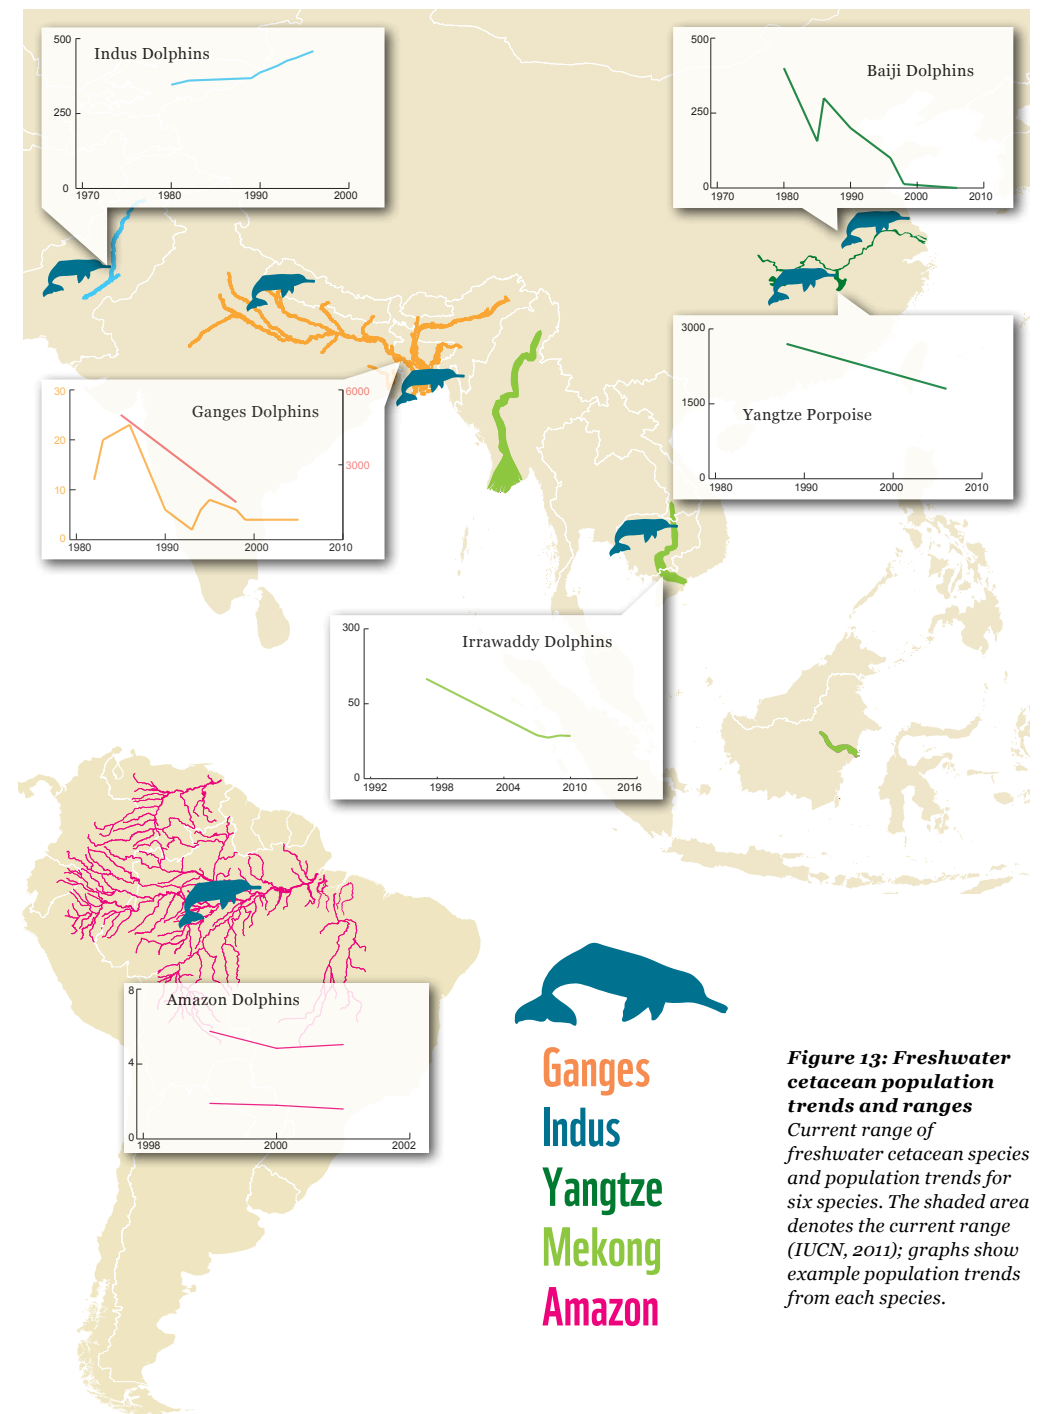 Indus Dolphins
500
250
0
1970 1980 1990 2000
Baiji Dolphins
500
250
0
1970 1980 1990 2000 2010
Ganges Dolphins
30
20
10
0
6000
3000
1980 1990 2000 2010
Yangtze Porpoise
3000
1500
0
1980 1990 2000 2010
Irrawaddy Dolphins
300
50
0
1992 1998 2004 2010 2016
Amazon Dolphins
8
4
0
1998 2000 2002
Ganges
Indus
Yangtze
Mekong
Amazon
Figure 13: Freshwater
cetacean population
trends and ranges
Current range of
freshwater cetacean species
and population trends for
six species. The shaded area
denotes the current range
(IUCN, 2011); graphs show
example population trends
from each species.